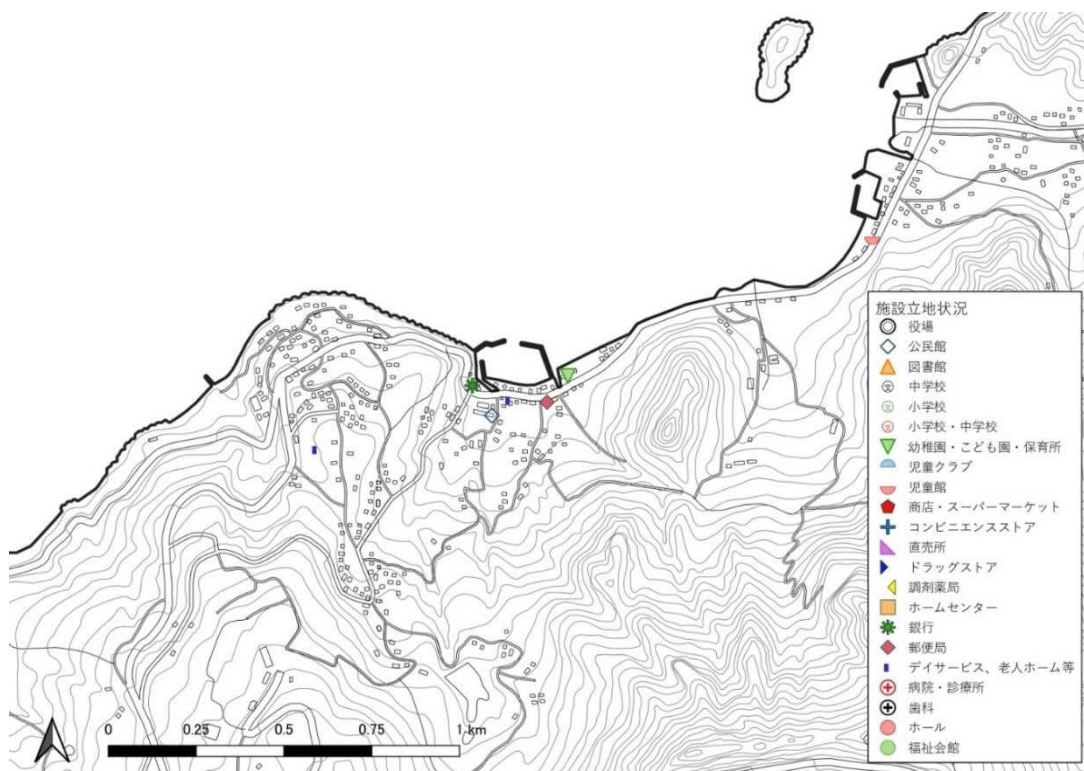 施設立地状況
役場
公民館
図書館
中学校
小学校
小学校・中学校
幼稚園・こども園・保育所
児童クラブ
児童館
商店・スーパーマーケット
コンビニエンスストア
直売所
ドラッグストア
調剤薬局
ホームセンター
銀行
郵便局
デイサービス、老人ホーム等
病院・診療所
歯科
ホール
福祉会館
0 0.25 0.5 0.75 1 km